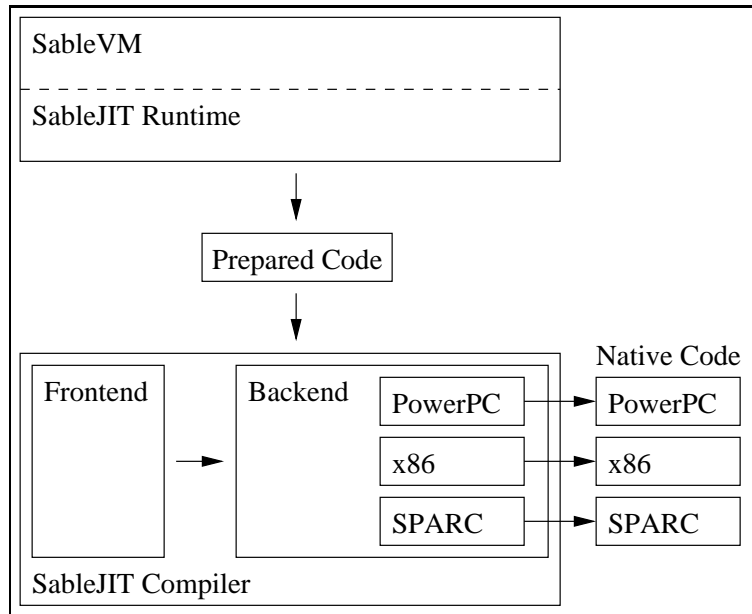 SableVM
SableJIT Runtime
Prepared Code
Native Code
Frontend
Backend
PowerPC
PowerPC
x86
x86
SPARC
SPARC
SableJIT Compiler